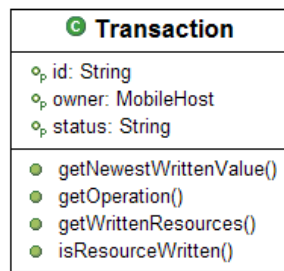 C Transaction
P id: String
P owner: MobileHost
P status: String
getNewestWrittenValue()
getOperation()
getWrittenResources()
isResourceWritten()